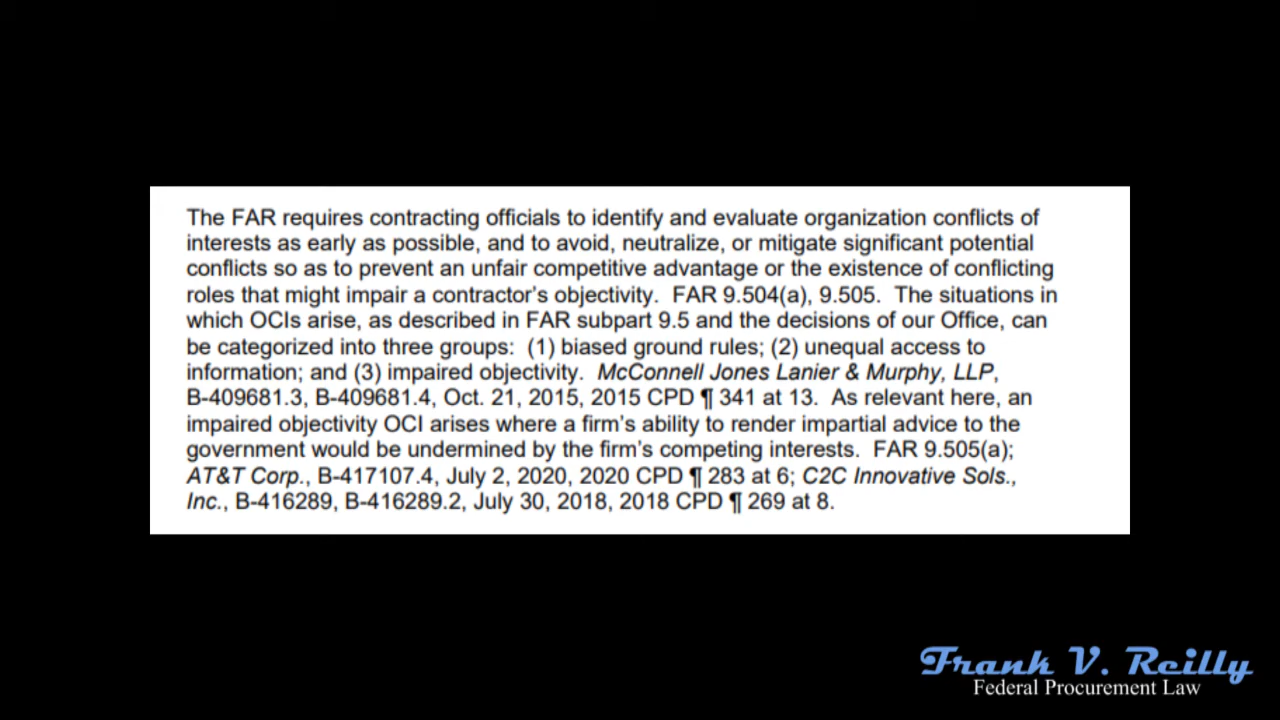 The FAR requires contracting officials to identify and evaluate organization conflicts of
interests as early as possible, and to avoid, neutralize, or mitigate significant potential
conflicts so as to prevent an unfair competitive advantage or the existence of conflicting
roles that might impair a contractor's objectivity.  FAR 9.504(a), 9.505.  The situations in
which OCIs arise, as described in FAR subpart 9.5 and the decisions of our Office, can
be categorized into three groups:  (1) biased ground rules; (2) unequal access to
information; and (3) impaired objectivity.  McConnell Jones Lanier & Murphy, LLP,
B-409681.3, B-409681.4, Oct. 21, 2015, 2015 CPD ¶ 341 at 13.  As relevant here, an
impaired objectivity OCI arises where a firm's ability to render impartial advice to the
government would be undermined by the firm's competing interests.  FAR 9.505(a);
AT&T Corp., B-417107.4, July 2, 2020, 2020 CPD ¶ 283 at 6; C2C Innovative Sols.,
Inc., B-416289, B-416289.2, July 30, 2018, 2018 CPD ¶ 269 at 8.
Frank V. Reilly
Federal Procurement Law